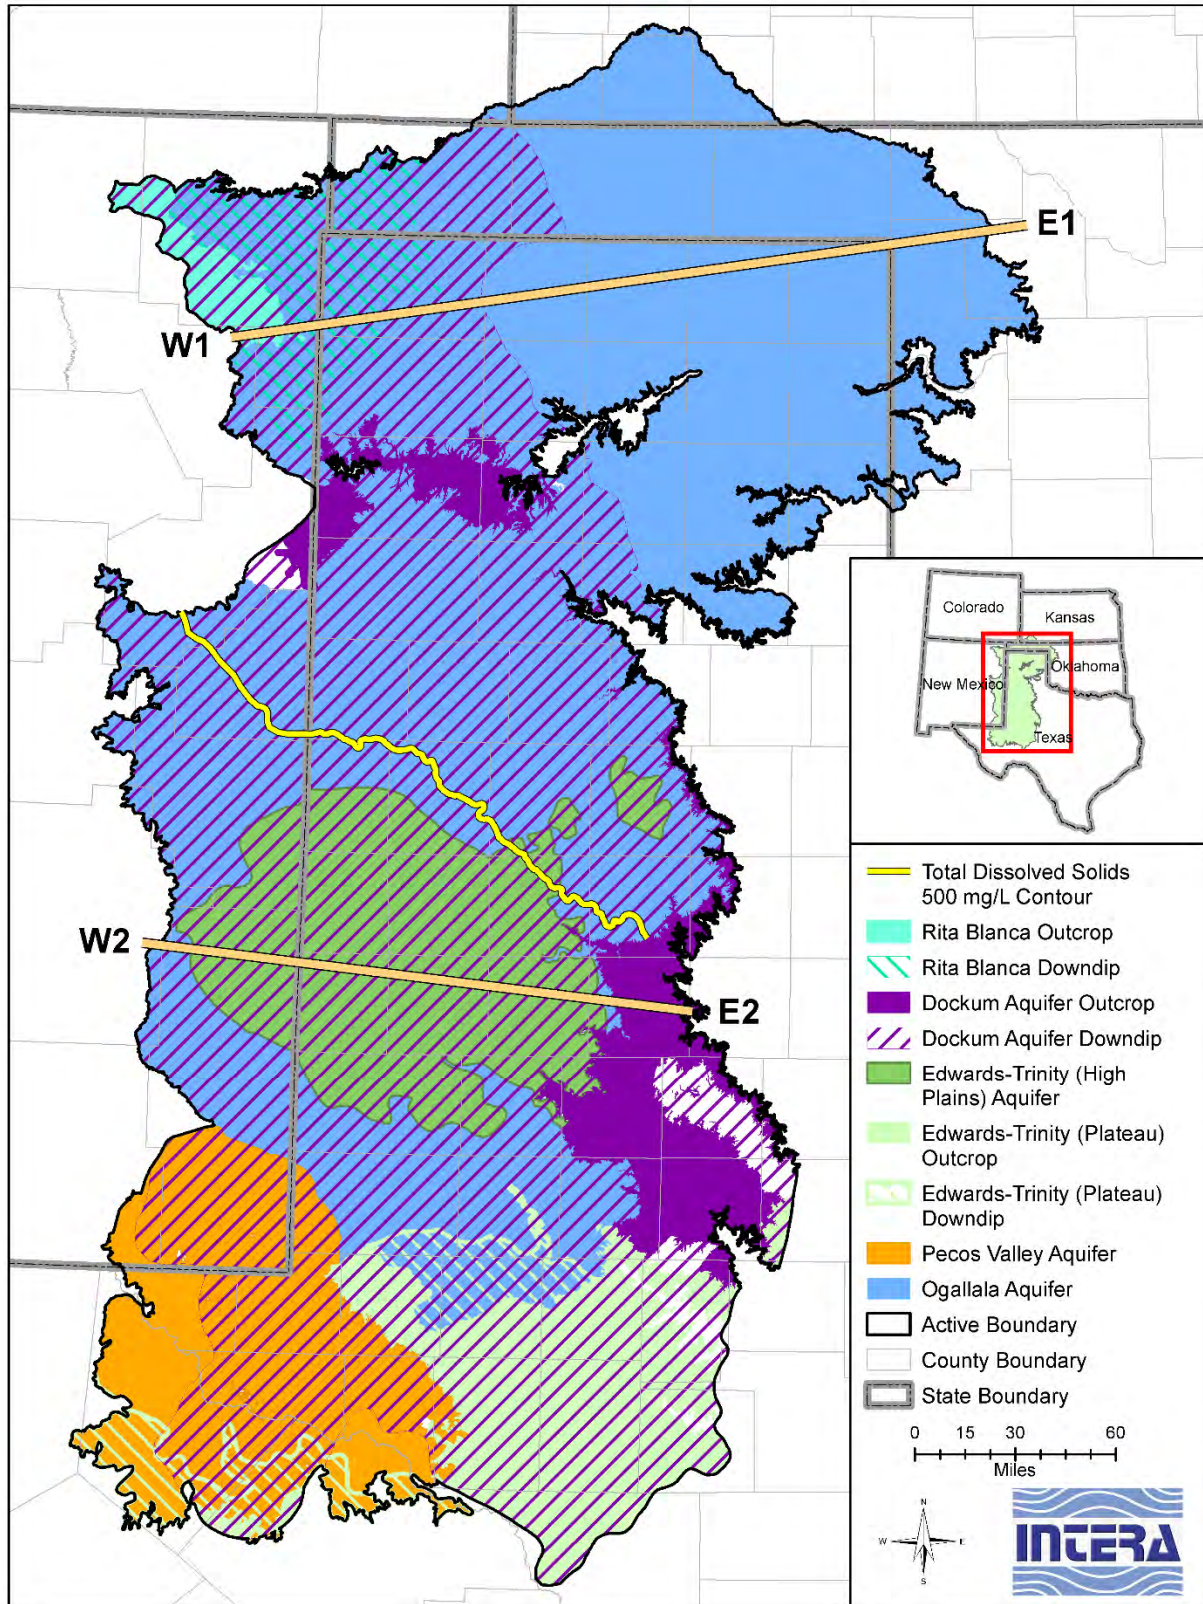 E1
W1
W2
E2
Colorado
Kansas
New Mexico
Oklahoma
Texas
Total Dissolved Solids
500 mg/L Contour
Rita Blanca Outcrop
Rita Blanca Downdip
Dockum Aquifer Outcrop
Dockum Aquifer Downdip
Edwards-Trinity (High
Plains) Aquifer
Edwards-Trinity (Plateau)
Outcrop
Edwards-Trinity (Plateau)
Downdip
Pecos Valley Aquifer
Ogallala Aquifer
Active Boundary
County Boundary
State Boundary
0 15 30 60
Miles
N
W E
S
INTERA